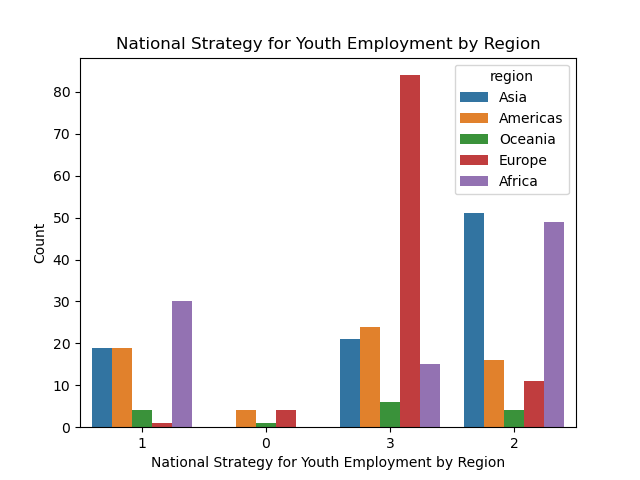 National Strategy for Youth Employment by Region
region
Asia
Americas
Oceania
Europe
Africa
Count
80
70
60
50
40
30
20
10
0
1 0 3 2
National Strategy for Youth Employment by Region